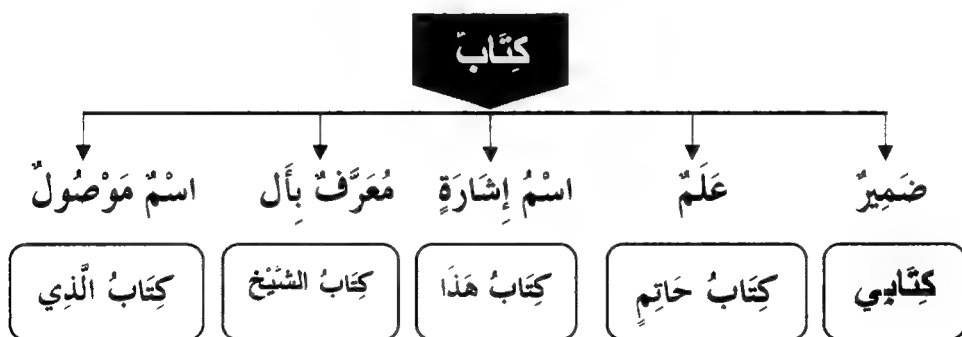 كِتَابٌ
ضَمِيرٌ عَلَمٌ اسْمُ إِشَارَةٍ مُعَرَّفٌ بِأَل اسْمٌ مَوْصُولٌ
كِتَابِي كِتَابُ حَاتِمٍ كِتَابُ هَذَا كِتَابُ الشَّيْخ كِتَابُ الَّذِي